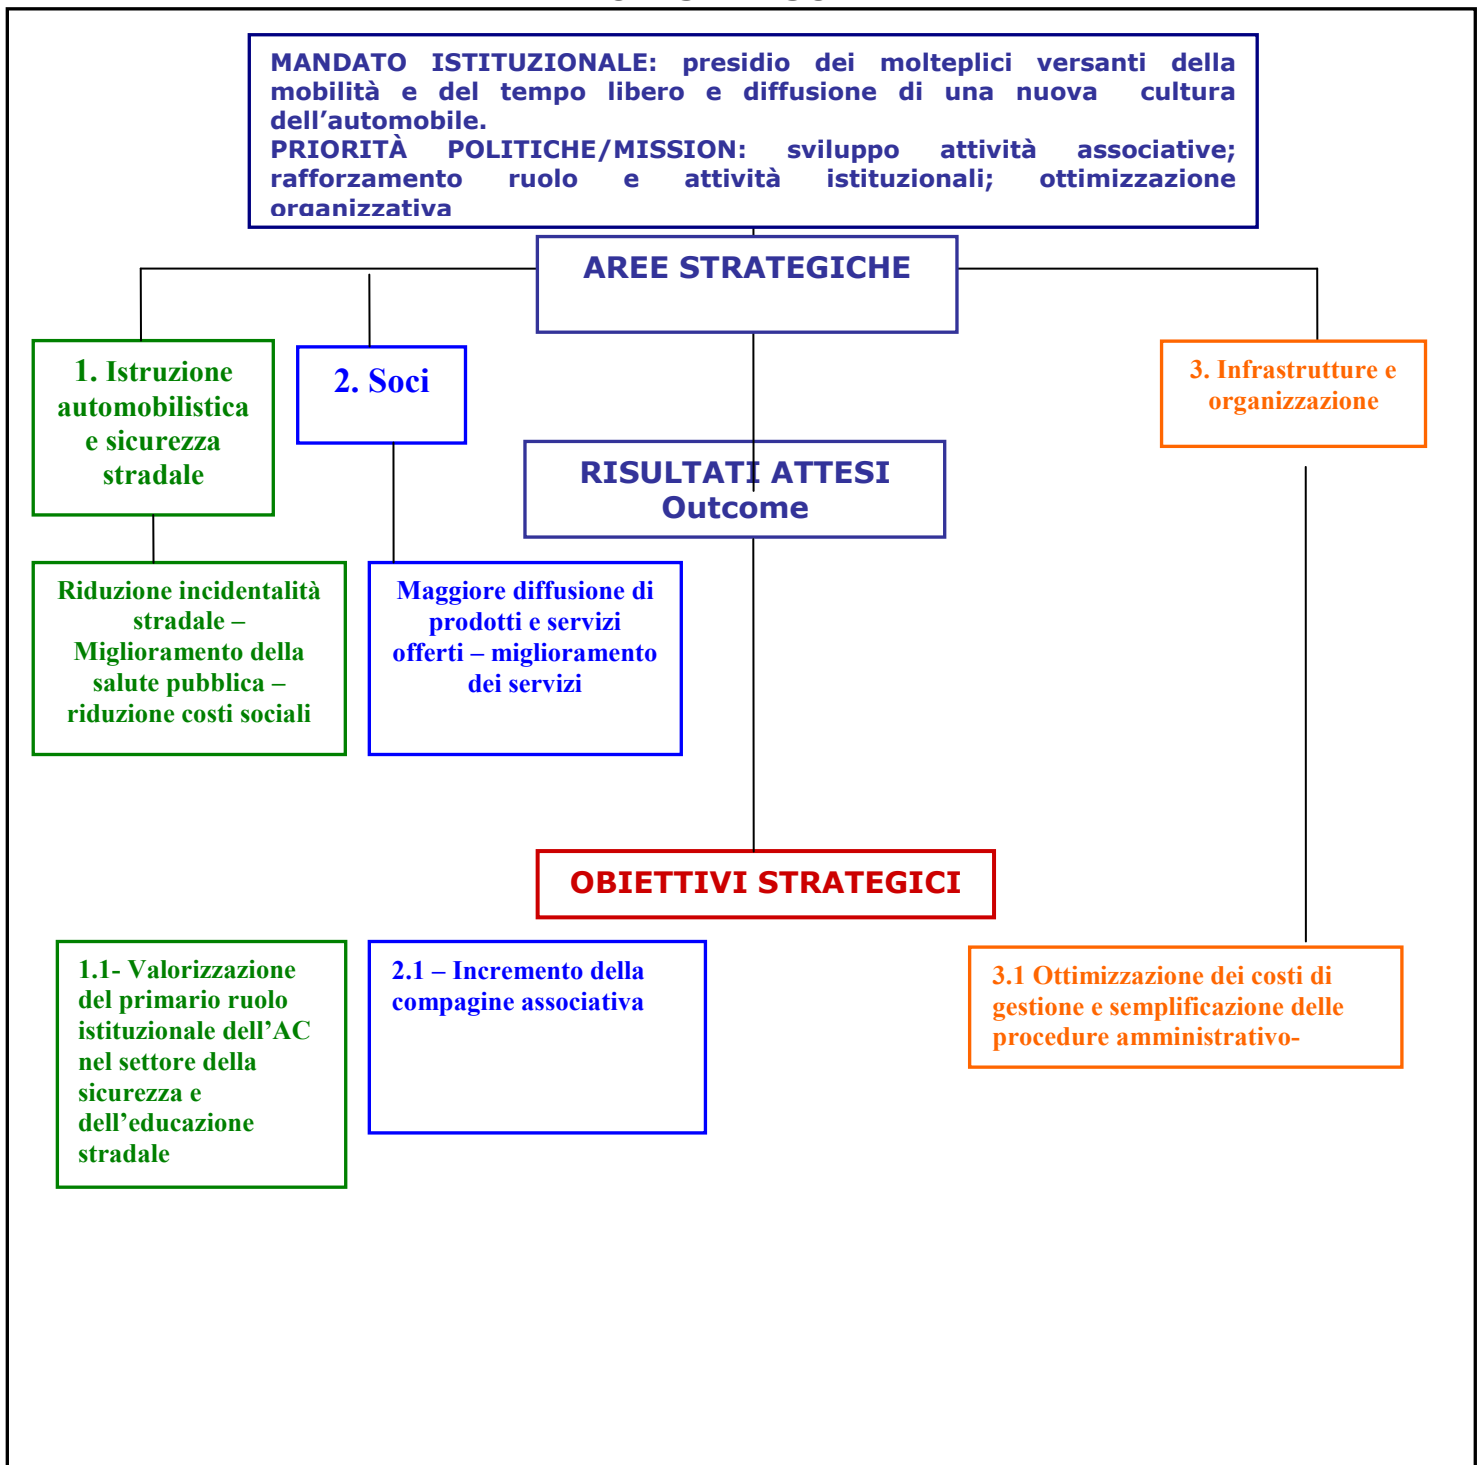 MANDATO ISTITUZIONALE: presidio dei molteplici versanti della
mobilità e del tempo libero e diffusione di una nuova cultura
dell’automobile.
PRIORITÀ POLITICHE/MISSION: sviluppo attività associative;
rafforzamento ruolo e attività istituzionali; ottimizzazione
organizzativa
AREE STRATEGICHE
1. Istruzione
automobilistica
e sicurezza
stradale
2. Soci
3. Infrastrutture e
organizzazione
RISULTATI ATTESI
Outcome
Riduzione incidentalità
stradale –
Miglioramento della
salute pubblica –
riduzione costi sociali
Maggiore diffusione di
prodotti e servizi
offerti – miglioramento
dei servizi
OBIETTIVI STRATEGICI
1.1- Valorizzazione
del primario ruolo
istituzionale dell’AC
nel settore della
sicurezza e
dell’educazione
stradale
2.1 – Incremento della
compagine associativa
3.1 Ottimizzazione dei costi di
gestione e semplificazione delle
procedure amministrativo-